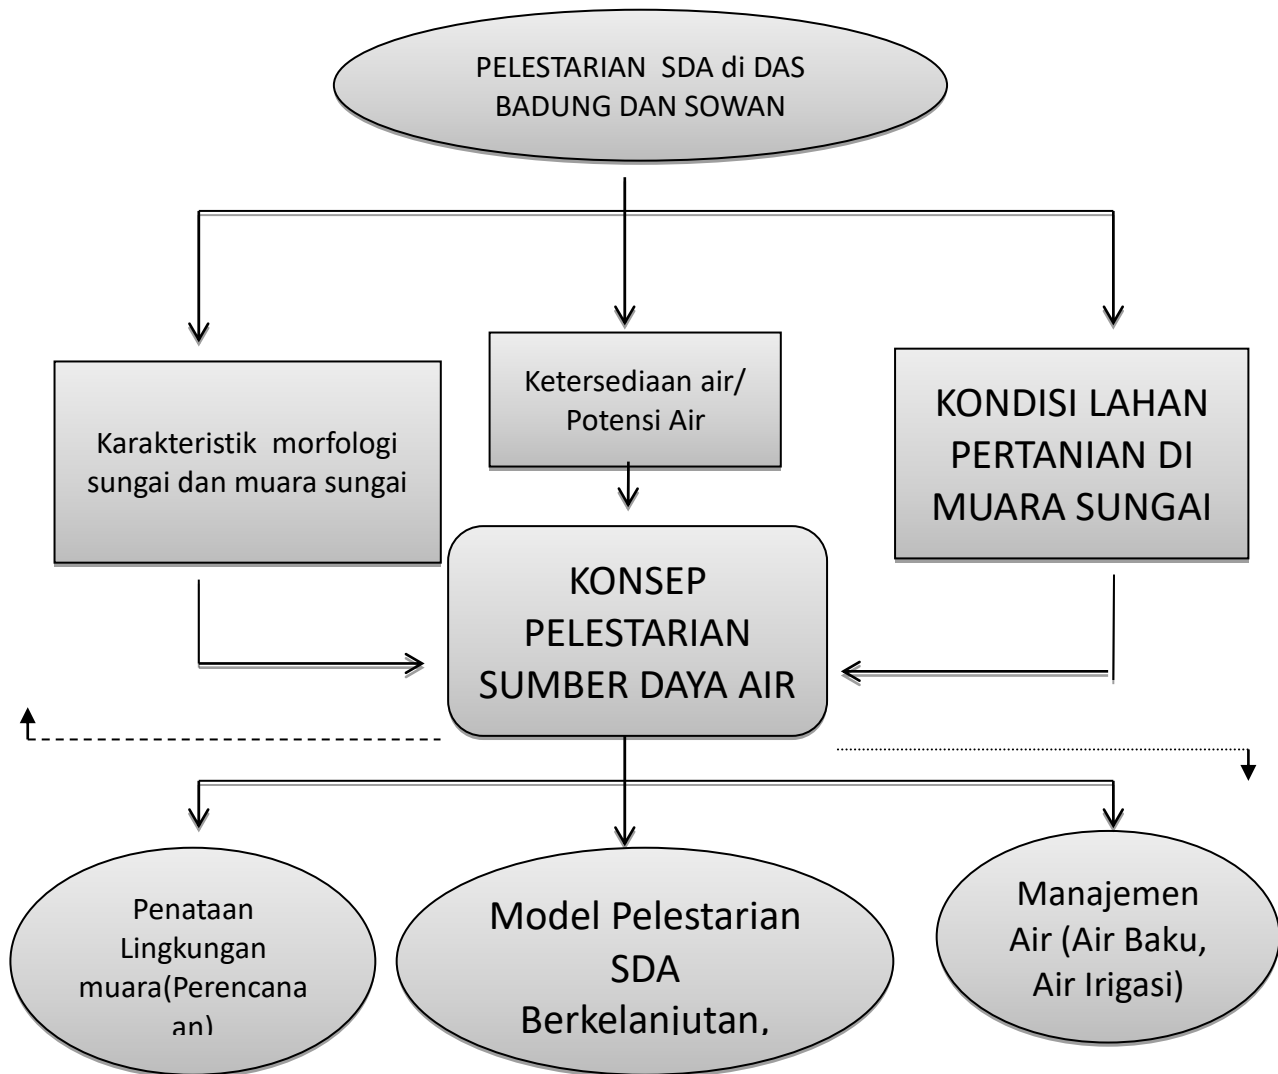 PELESTARIAN SDA di DAS
BADUNG DAN SOWAN
Karakteristik morfologi
sungai dan muara sungai
Ketersediaan air/
Potensi Air
KONDISI LAHAN
PERTANIAN DI
MUARA SUNGAI
KONSEP
PELESTARIAN
SUMBER DAYA AIR
Penataan
Lingkungan
muara(Perencana
an)
Model Pelestarian
SDA
Berkelanjutan,
Manajemen
Air (Air Baku,
Air Irigasi)